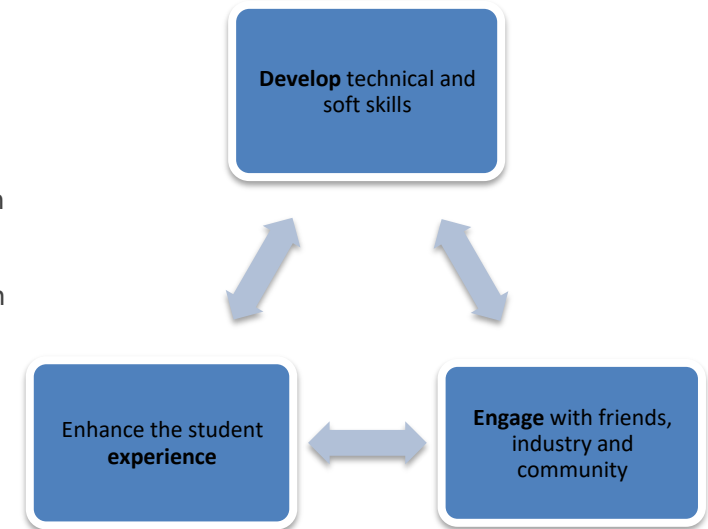 Develop technical and
soft skills
Enhance the student
experience
Engage with friends,
industry and
community